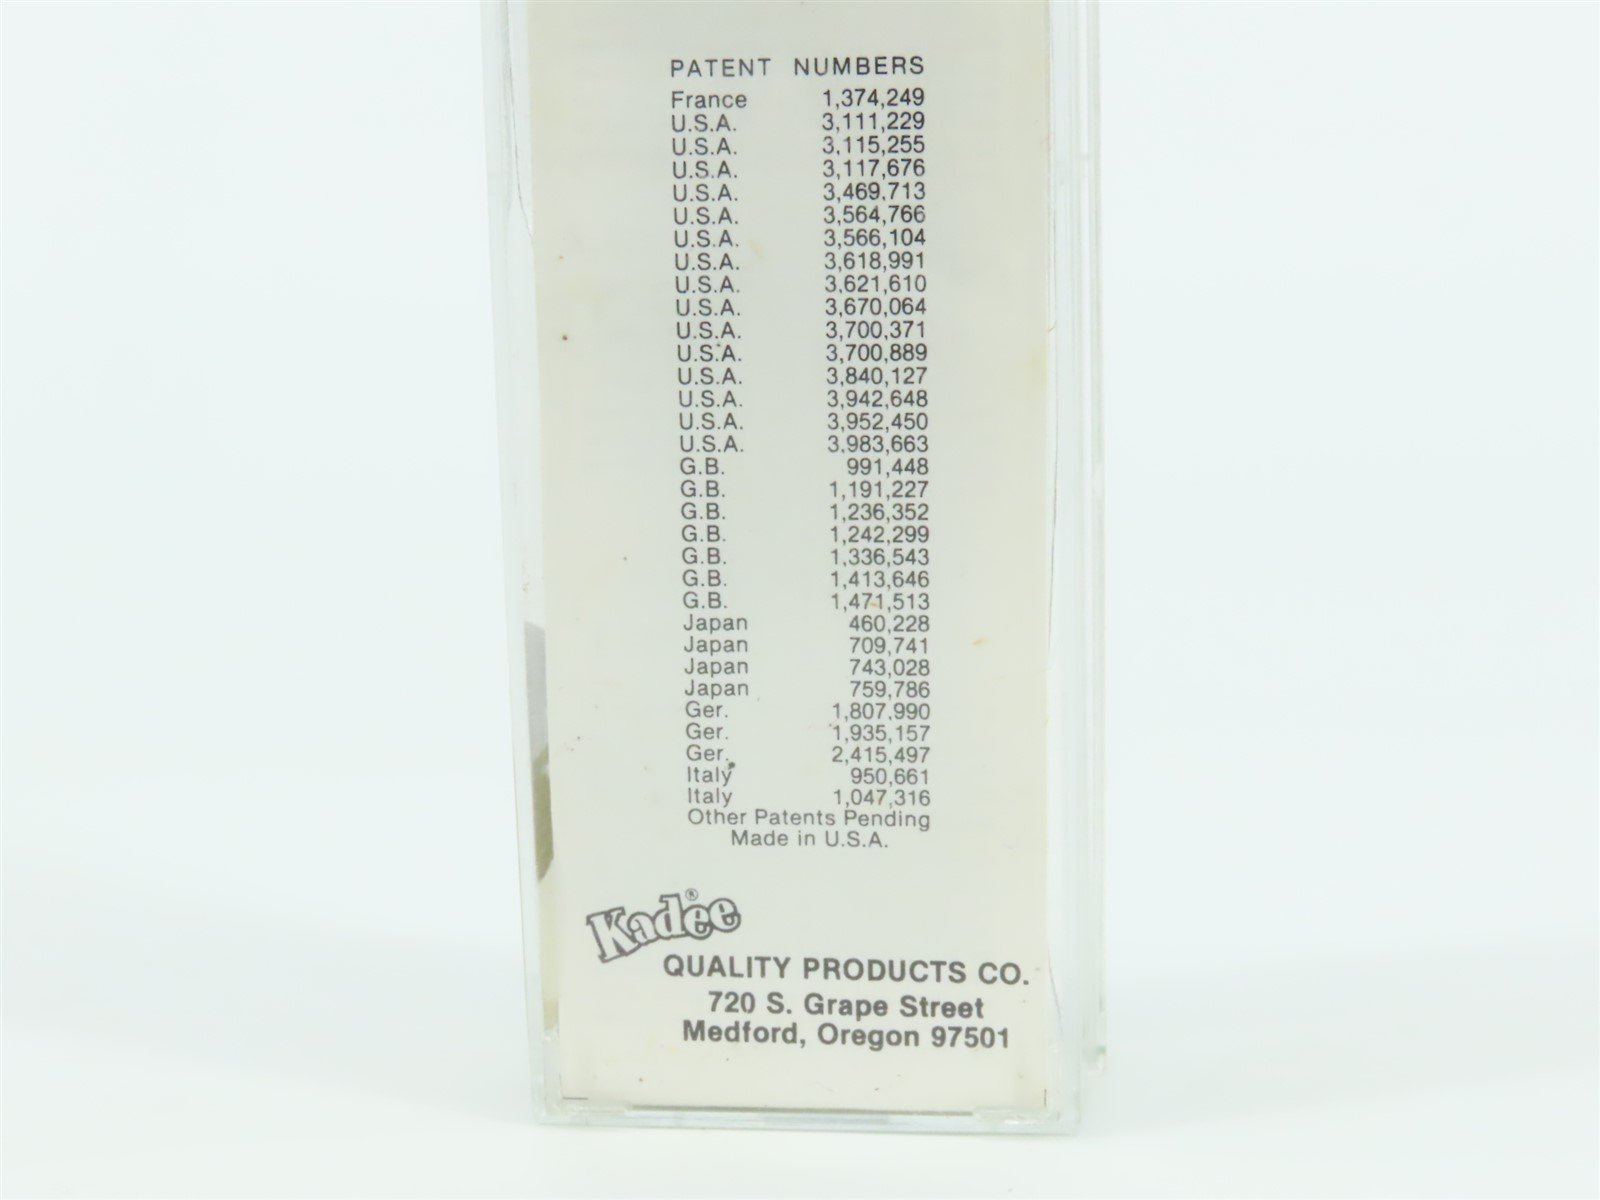 PATENT NUMBERS
France 1,374,249
U.S.A. 3,111,229
U.S.A. 3,115,255
U.S.A. 3,117,676
U.S.A. 3,469,713
U.S.A. 3,564,766
U.S.A. 3,566,104
U.S.A. 3,618,991
U.S.A. 3,621,610
U.S.A. 3,670,064
U.S.A. 3,700,371
U.S.A. 3,700,889
U.S.A. 3,840,127
U.S.A. 3,942,648
U.S.A. 3,952,450
U.S.A. 3,983,663
G.B. 991,448
G.B. 1,191,227
G.B. 1,236,352
G.B. 1,242,299
G.B. 1,336,543
G.B. 1,413,646
G.B. 1,471,513
Japan 460,228
Japan 709,741
Japan 743,028
Japan 759,786
Ger. 1,807,990
Ger. 1,935,157
Ger. 2,415,497
Italy 950,661
Italy 1,047,316
Other Patents Pending
Made in U.S.A.
Kadee®
QUALITY PRODUCTS CO.
720 S. Grape Street
Medford, Oregon 97501